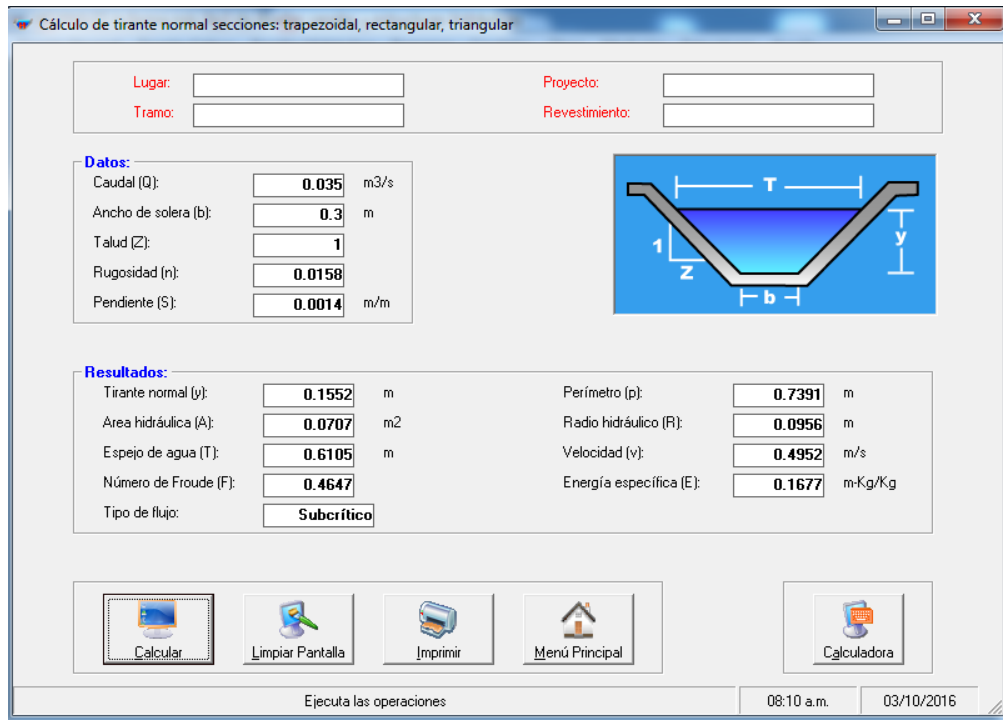 Cálculo de tirante normal secciones: trapezoidal, rectangular, triangular
Lugar: Proyecto:
Tramo: Revestimiento:
Datos:
Caudal (Q): 0.035 m3/s
Ancho de solera (b): 0.3 m
Talud (Z): 1
Rugosidad (n): 0.0158
Pendiente (S): 0.0014 m/m
T
y
1
Z
b
Resultados:
Tirante normal (y): 0.1552 m Perímetro (p): 0.7391 m
Area hidráulica (A): 0.0707 m2 Radio hidráulico (R): 0.0956 m
Espejo de agua (T): 0.6105 m Velocidad (v): 0.4952 m/s
Número de Froude (F): 0.4647 Energía específica (E): 0.1677 m-Kg/Kg
Tipo de flujo: Subcrítico
Calcular Limpiar Pantalla Imprimir Menú Principal Calculadora
Ejecuta las operaciones 08:10 a.m. 03/10/2016